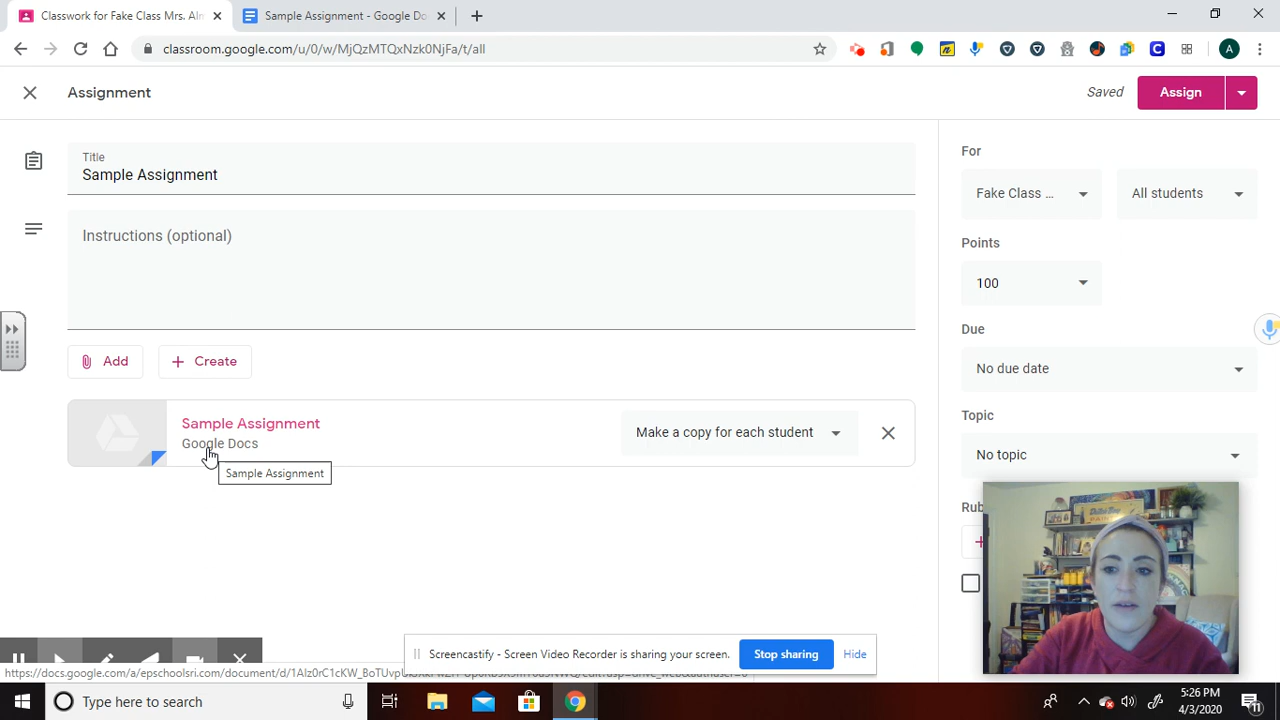 Classwork for Fake Class Mrs. Alm
Sample Assignment - Google Do
classroom.google.com/u/0/w/MjQzMTQxNzk0NjFa/t/all
A
Assignment
Saved
Assign
Title
Sample Assignment
Instructions (optional)
Add
Create
Sample Assignment
Google Docs
Sample Assignment
Make a copy for each student
For
Fake Class ...
All students
Points
100
Due
No due date
Topic
No topic
Screencastify - Screen Video Recorder is sharing your screen.
Stop sharing
Hide
Type here to search
5:26 PM
4/3/2020
11